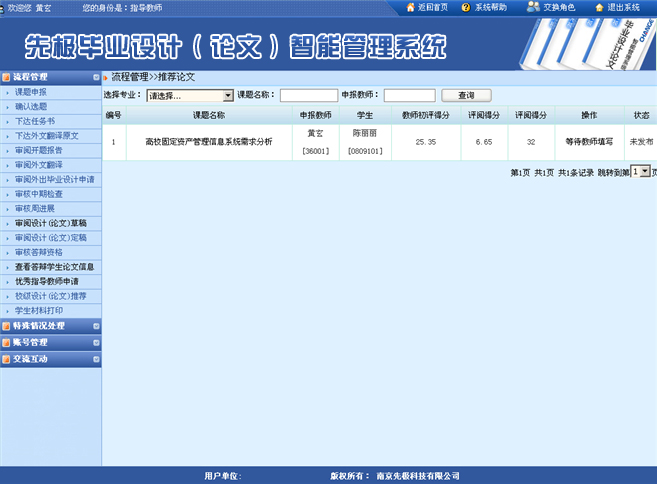 欢迎您 黄玄 您的身份是:指导教师 返回首页 系统帮助 交换角色 退出系统
先极毕业设计(论文)智能管理系统
毕业设计论文
流程管理
课题申报
确认选题
下达任务书
下达外文翻译原文
审阅开题报告
审阅外文翻译
审阅外出毕业设计申请
审核中期检查
审核周进展
审阅设计(论文)草稿
审阅设计(论文)定稿
审核答辩资格
查看答辩学生论文信息
优秀指导教师申请
校级设计(论文)推荐
学生材料打印
特殊情况处理
账号管理
交流互动
流程管理>>推荐论文
选择专业: 请选择... 课题名称: 申报教师: 查询
编号 课题名称 申报教师 学生 教师初评得分 评阅得分 评阅得分 操作 状态
1 高校固定资产管理信息系统需求分析 黄玄 [36001] 陈丽丽 [0809101] 25.35 6.65 32 等待教师填写 未发布
第1页 共1页 共1条记录 跳转到第 1 页
用户单位: 版权所有: 南京先极科技有限公司